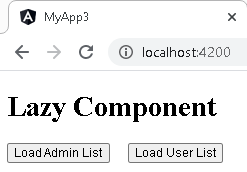 MyApp3
localhost:4200
Lazy Component
Load Admin List Load User List